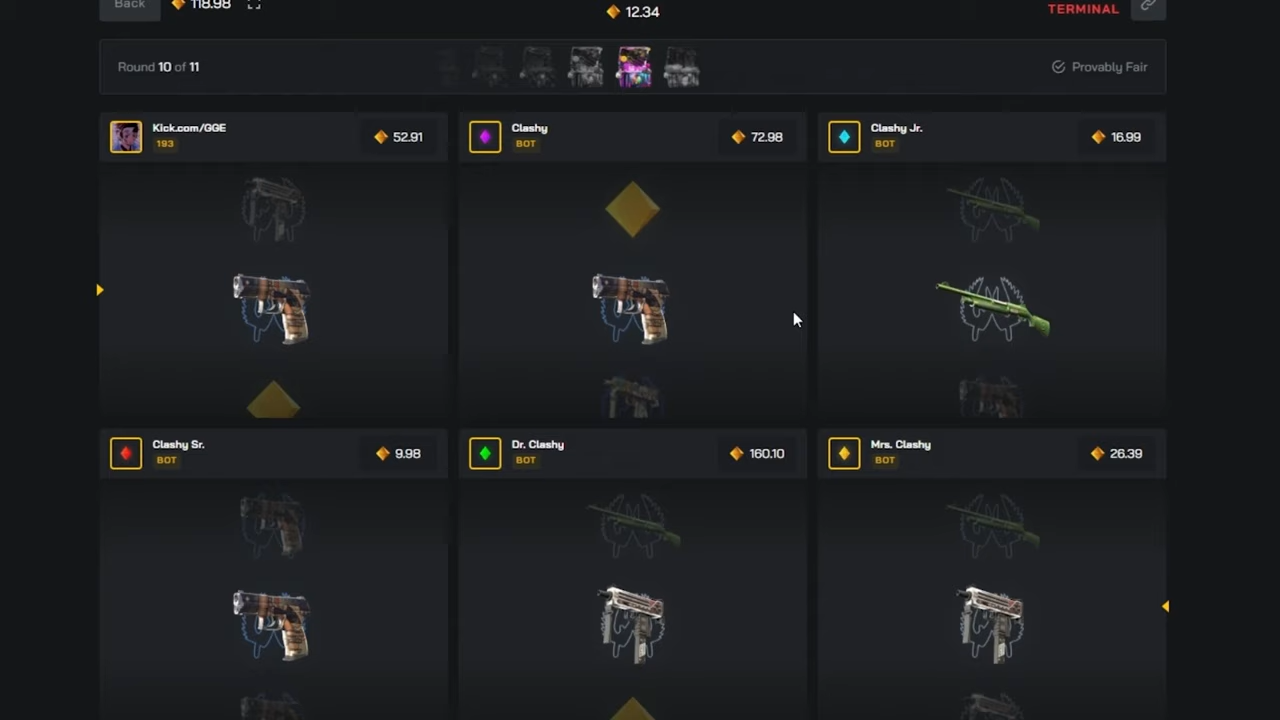 Back
118.98
12.34
TERMINAL
Round 10 of 11
Provably Fair
Kick.com/GGE
193
52.91
Clashy
BOT
72.98
Clashy Jr.
BOT
16.99
Clashy Sr.
BOT
9.98
Dr. Clashy
BOT
160.10
Mrs. Clashy
BOT
26.39